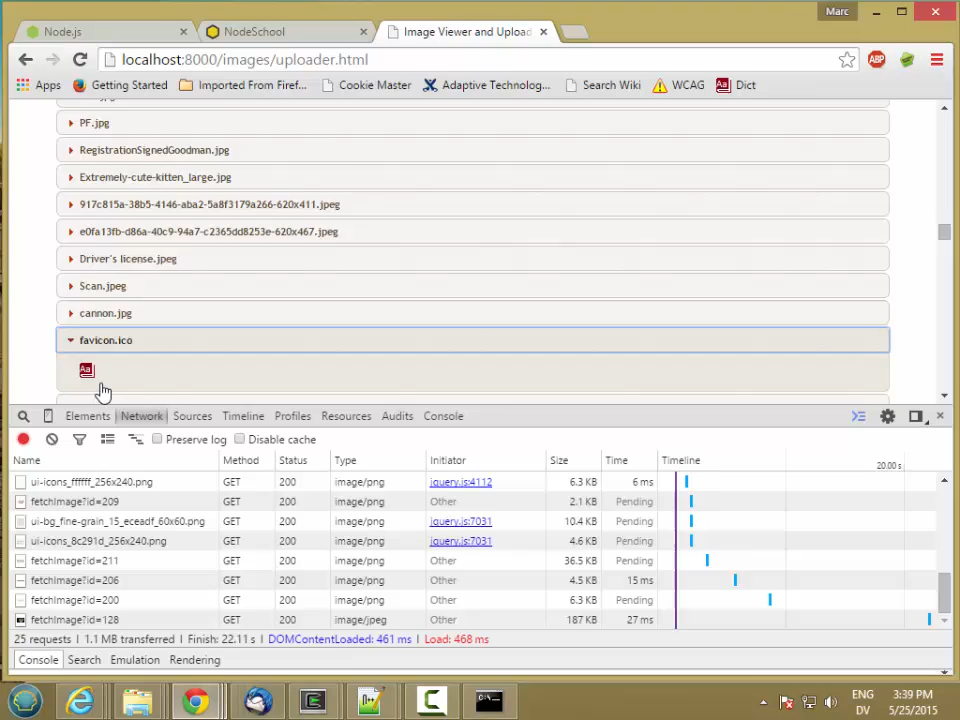 Marc
Node.js
NodeSchool
Image Viewer and Upload
localhost:8000/images/uploader.html
ABP
Apps
Getting Started
Imported From Firef...
Cookie Master
Adaptive Technolog...
Search Wiki
WCAG
Aa
Dict
PF.jpg
RegistrationSignedGoodman.jpg
Extremely-cute-kitten_large.jpg
917c815a-38b5-4146-aba2-5a8f3179a266-620x411.jpeg
e0fa13fb-d86a-40c9-94a7-c2365dd8253e-620x467.jpeg
Driver's license.jpeg
Scan.jpeg
cannon.jpg
favicon.ico
Aa
Elements Network Sources Timeline Profiles Resources Audits Console
Preserve log Disable cache
Name Method Status Type Initiator Size Time Timeline 20.00 s
ui-icons_ffffff_256x240.png GET 200 image/png jquery.js:4112 6.3 KB 6 ms
fetchImage?id=209 GET 200 image/png Other 2.1 KB Pending
ui-bg_fine-grain_15_eceadf_60x60.png GET 200 image/png jquery.js:7031 10.4 KB Pending
ui-icons_8c291d_256x240.png GET 200 image/png jquery.js:7031 4.6 KB Pending
fetchImage?id=211 GET 200 image/png Other 36.5 KB Pending
fetchImage?id=206 GET 200 image/png Other 4.5 KB 15 ms
fetchImage?id=200 GET 200 image/png Other 6.3 KB Pending
fetchImage?id=128 GET 200 image/jpeg Other 187 KB 27 ms
25 requests | 1.1 MB transferred | Finish: 22.11 s | DOMContentLoaded: 461 ms | Load: 468 ms
Console Search Emulation Rendering
ENG
DV
3:39 PM
5/25/2015